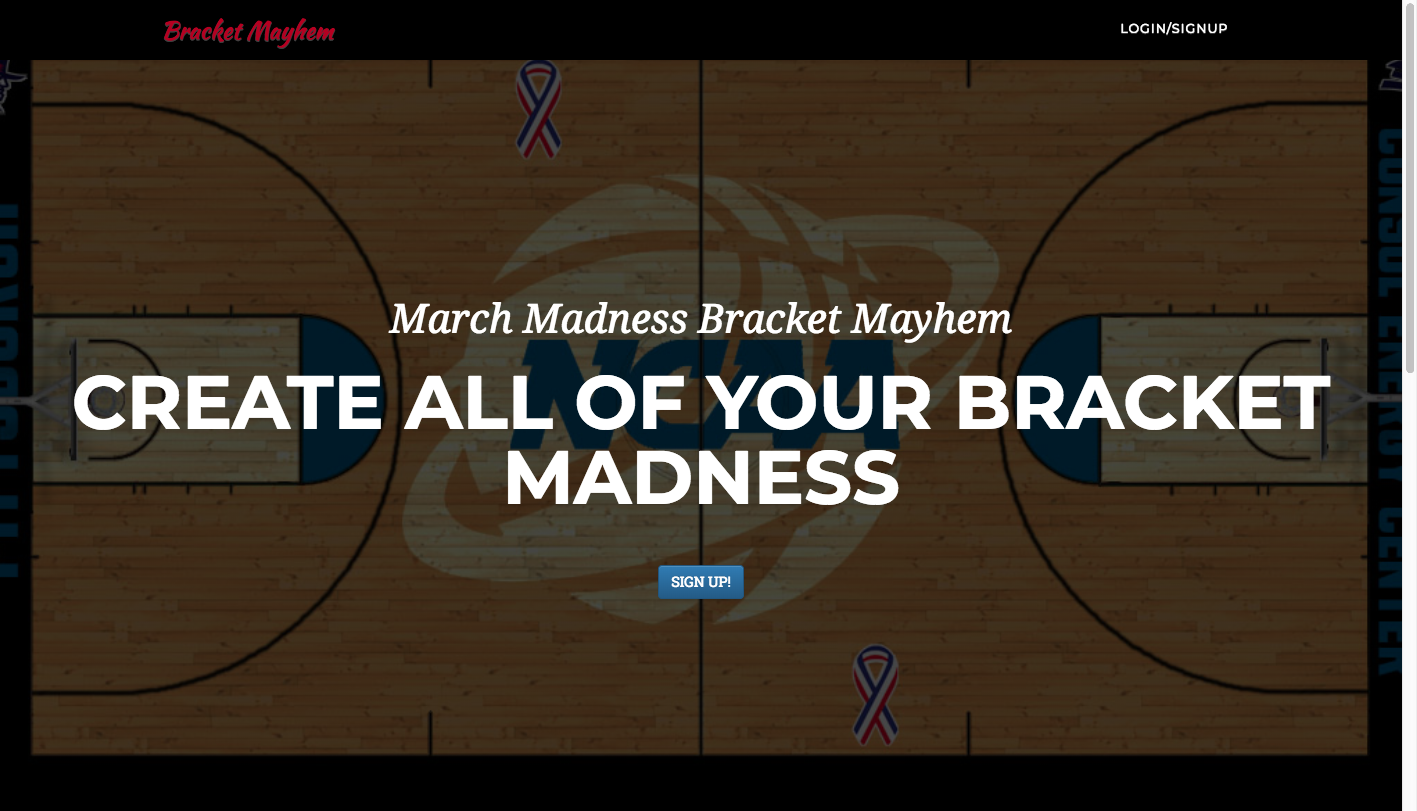 Bracket Mayhem
LOGIN/SIGNUP
March Madness Bracket Mayhem
NCAA
CREATE ALL OF YOUR BRACKET
MADNESS
SIGN UP!
CONSOL ENERGY CENTER